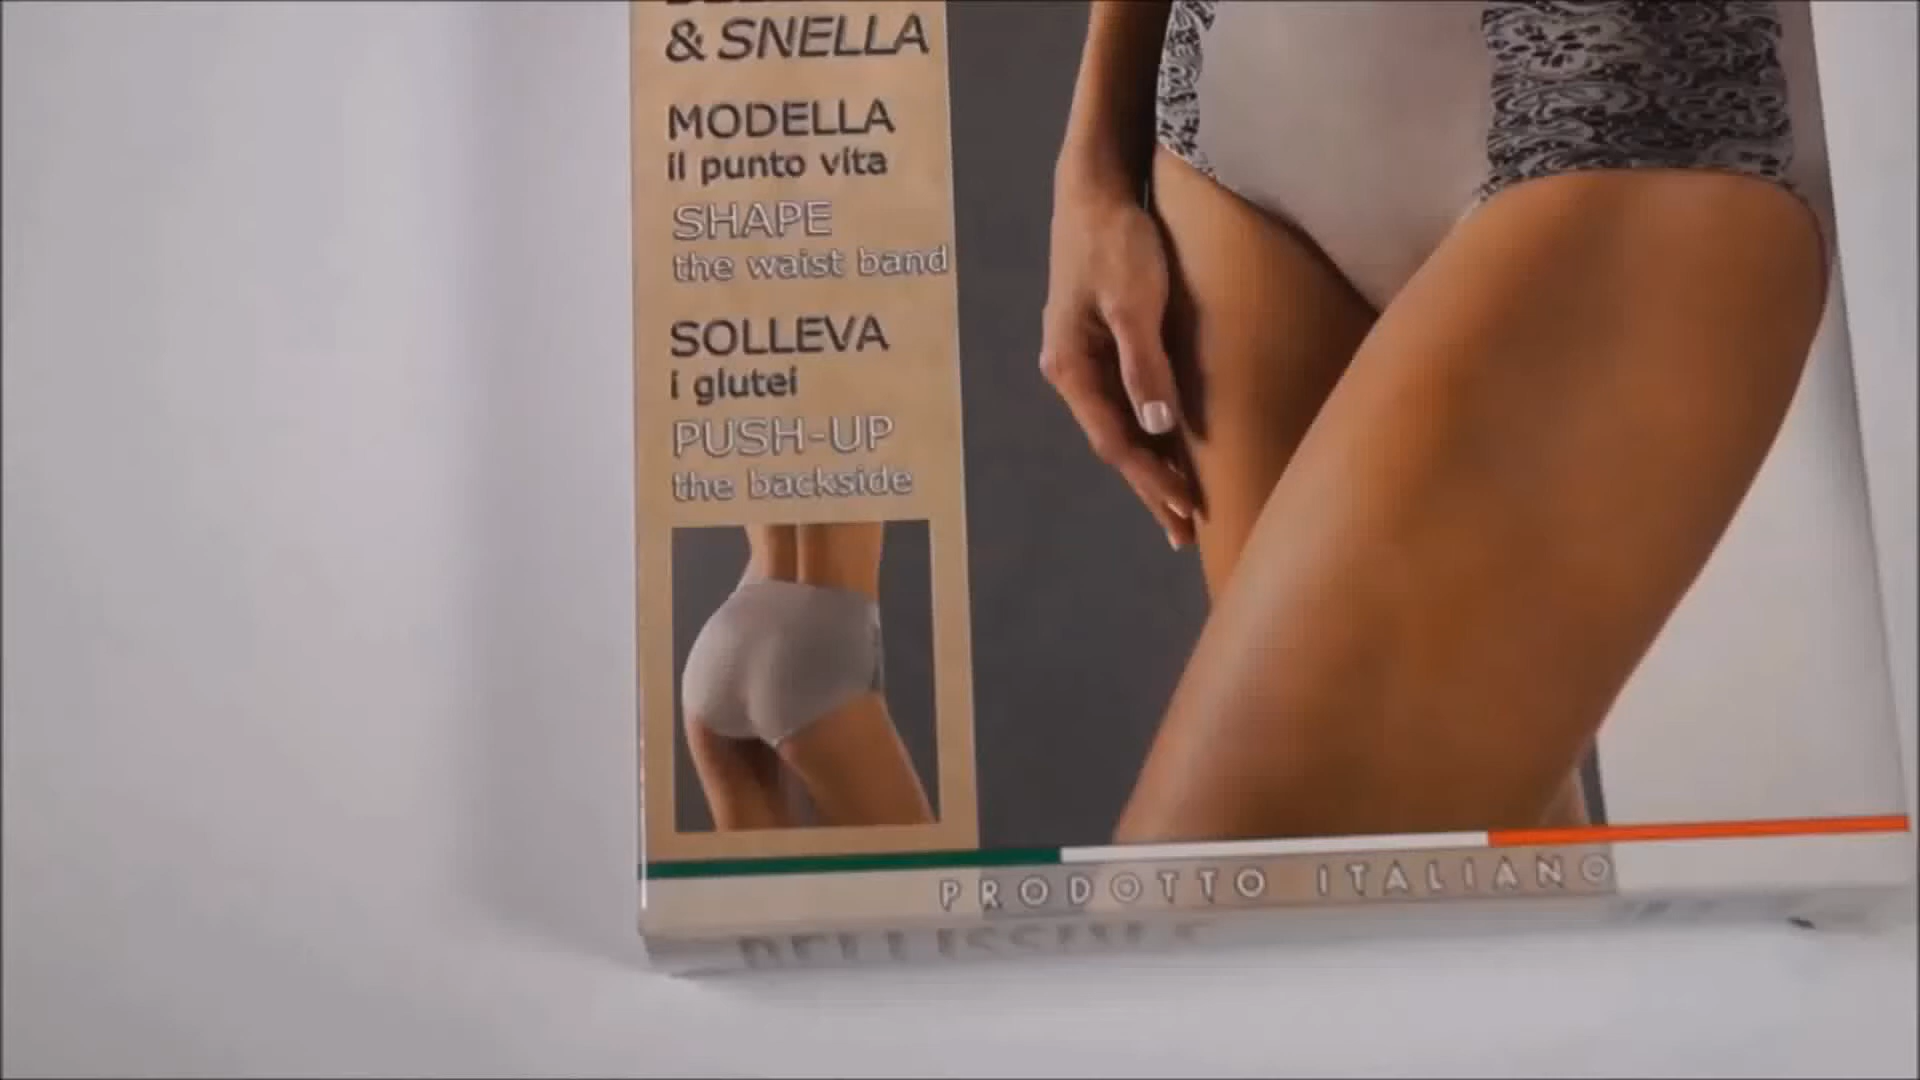 & SNELLA
MODELLA
il punto vita
SHAPE
the waist band
SOLLEVA
i glutei
PUSH-UP
the backside
PRODOTTO ITALIANO